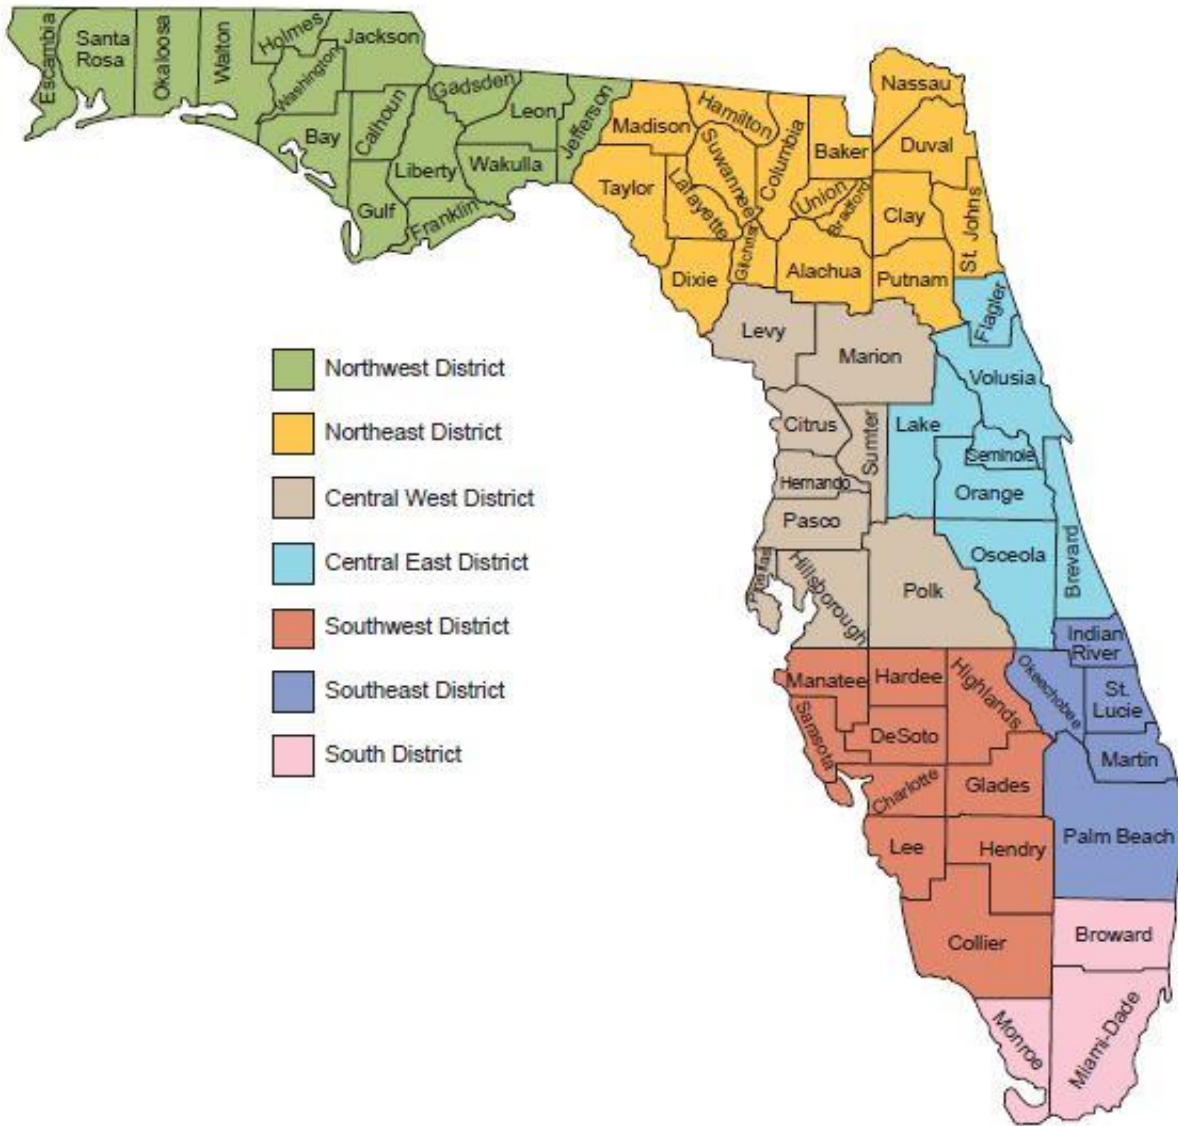 Escambia
Santa
Rosa
Okaloosa
Walton
Holmes
Washington
Jackson
Bay
Calhoun
Gulf
Gadsden
Liberty
Franklin
Leon
Wakulla
Jefferson
Madison
Taylor
Hamilton
Suwannee
Lafayette
Dixie
Columbia
Gilchrist
Baker
Union
Bradford
Alachua
Nassau
Duval
Clay
St. Johns
Putnam
Levy
Marion
Flagler
Volusia
Citrus
Sumter
Lake
Seminole
Hernando
Orange
Pasco
Osceola
Brevard
Pinellas
Hillsborough
Polk
Indian
River
Manatee
Hardee
Highlands
Okeechobee
St.
Lucie
Sarasota
DeSoto
Martin
Charlotte
Glades
Lee
Hendry
Palm Beach
Collier
Broward
Monroe
Miami-Dade
Northwest District
Northeast District
Central West District
Central East District
Southwest District
Southeast District
South District